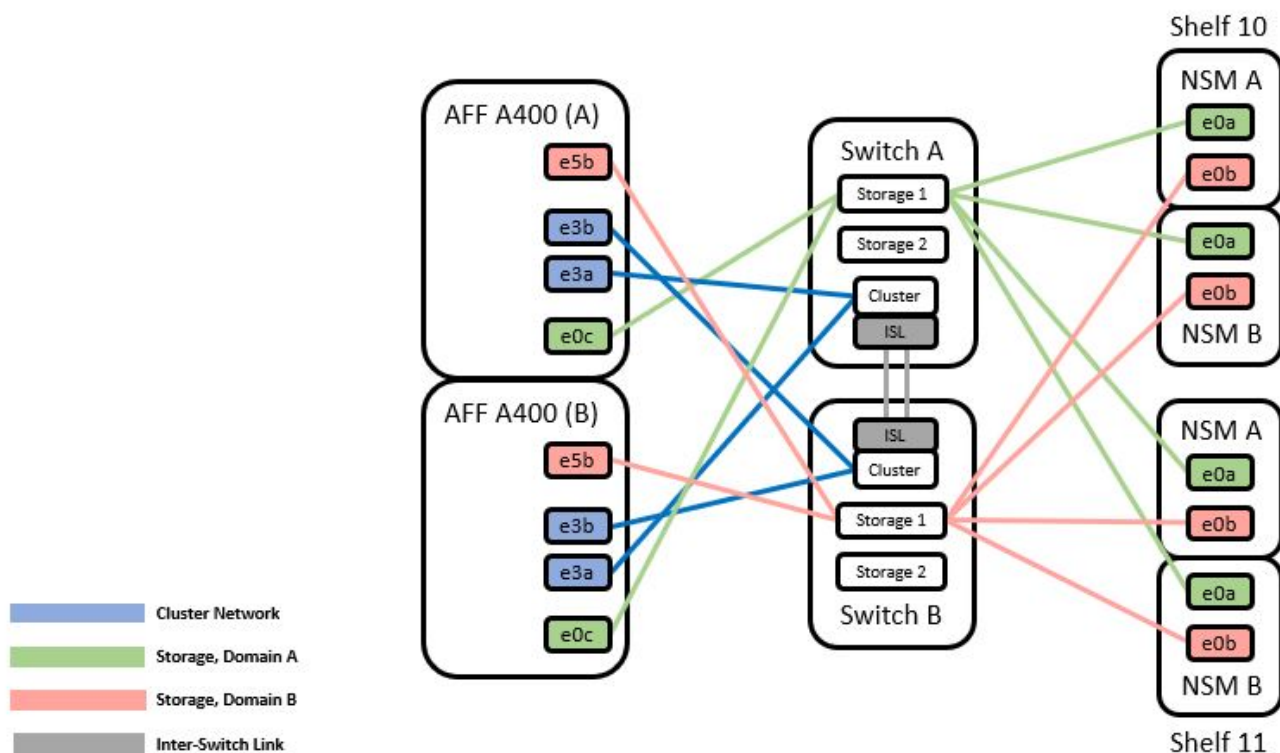 Shelf 10
AFF A400 (A)
e5b
e3b
e3a
e0c
AFF A400 (B)
e5b
e3b
e3a
e0c
Switch A
Storage 1
Storage 2
Cluster
ISL
ISL
Cluster
Storage 1
Storage 2
Switch B
NSM A
e0a
e0b
e0a
e0b
NSM B
NSM A
e0a
e0b
e0a
e0b
NSM B
Shelf 11
Cluster Network
Storage, Domain A
Storage, Domain B
Inter-Switch Link